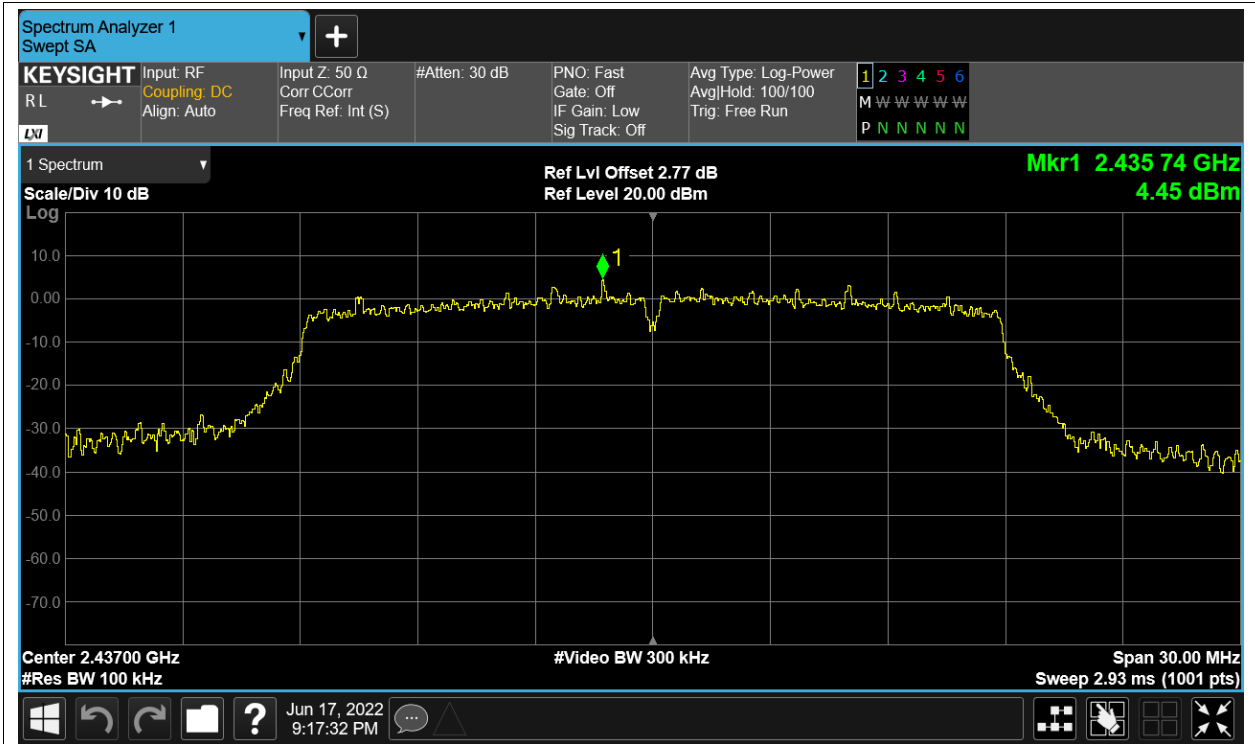 Spectrum Analyzer 1
Swept SA
KEYSIGHT
R L
LXI
Input: RF
Coupling: DC
Align: Auto
Input Z: 50 Ω
Corr CCorr
Freq Ref: Int (S)
#Atten: 30 dB
PNO: Fast
Gate: Off
IF Gain: Low
Sig Track: Off
Avg Type: Log-Power
Avg|Hold: 100/100
Trig: Free Run
1 2 3 4 5 6
M W W W W W W
P N N N N N
1 Spectrum
Scale/Div 10 dB
Ref Lvl Offset 2.77 dB
Ref Level 20.00 dBm
Mkr1 2.435 74 GHz
4.45 dBm
Log
1
10.0
0.00
-10.0
-20.0
-30.0
-40.0
-50.0
-60.0
-70.0
Center 2.43700 GHz
#Video BW 300 kHz
Span 30.00 MHz
#Res BW 100 kHz
Sweep 2.93 ms (1001 pts)
?
Jun 17, 2022
9:17:32 PM